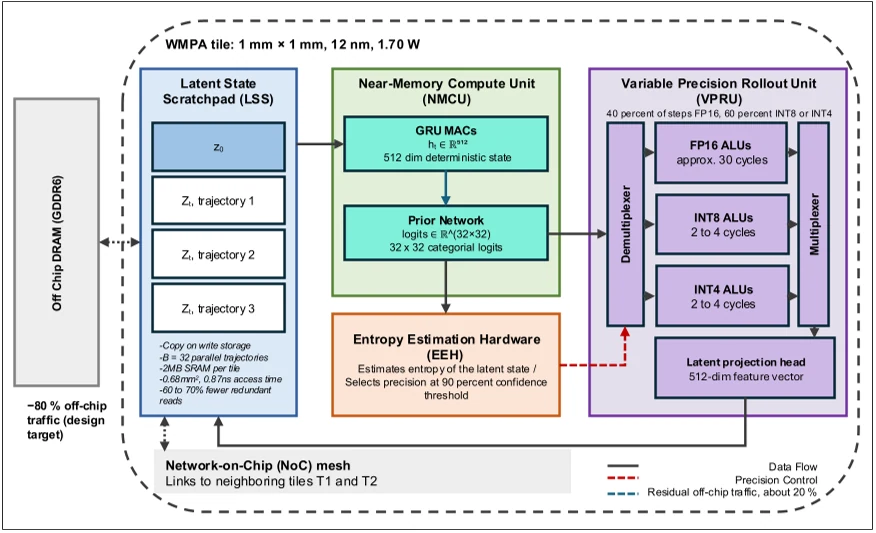 WMPA tile: 1 mm × 1 mm, 12 nm, 1.70 W
Off Chip DRAM (GDDR6)
~80 % off-chip
traffic (design
target)
Latent State
Scratchpad (LSS)
z₀
Zₜ, trajectory 1
Zₜ, trajectory 2
Zₜ, trajectory 3
-Copy on write storage
-B = 32 parallel trajectories
-2MB SRAM per tile
-0.68mm², 0.87ns access time
-60 to 70% fewer redundant
reads
Near-Memory Compute Unit
(NMCU)
GRU MACs
hₜ ∈ ℝ⁵¹²
512 dim deterministic state
Prior Network
logits ∈ ℝ^(32×32)
32 x 32 categorial logits
Entropy Estimation Hardware
(EEH)
Estimates entropy of the latent state /
Selects precision at 90 percent confidence
threshold
Variable Precision Rollout Unit
(VPRU)
40 percent of steps FP16, 60 percent INT8 or INT4
Demultiplexer
FP16 ALUs
approx. 30 cycles
INT8 ALUs
2 to 4 cycles
INT4 ALUs
2 to 4 cycles
Multiplexer
Latent projection head
512-dim feature vector
Network-on-Chip (NoC) mesh
Links to neighboring tiles T1 and T2
Data Flow
Precision Control
Residual off-chip traffic, about 20 %